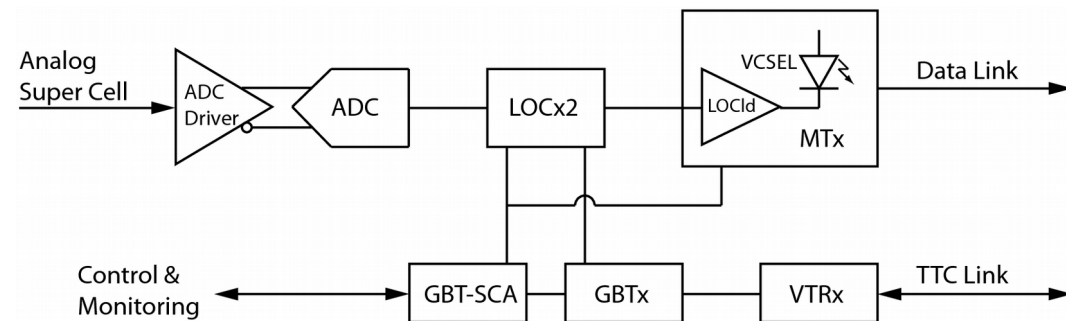 Analog
Super Cell
ADC
Driver
ADC
LOCx2
VCSEL
LOCld
MTx
Data Link
Control &
Monitoring
GBT-SCA
GBTx
VTRx
TTC Link